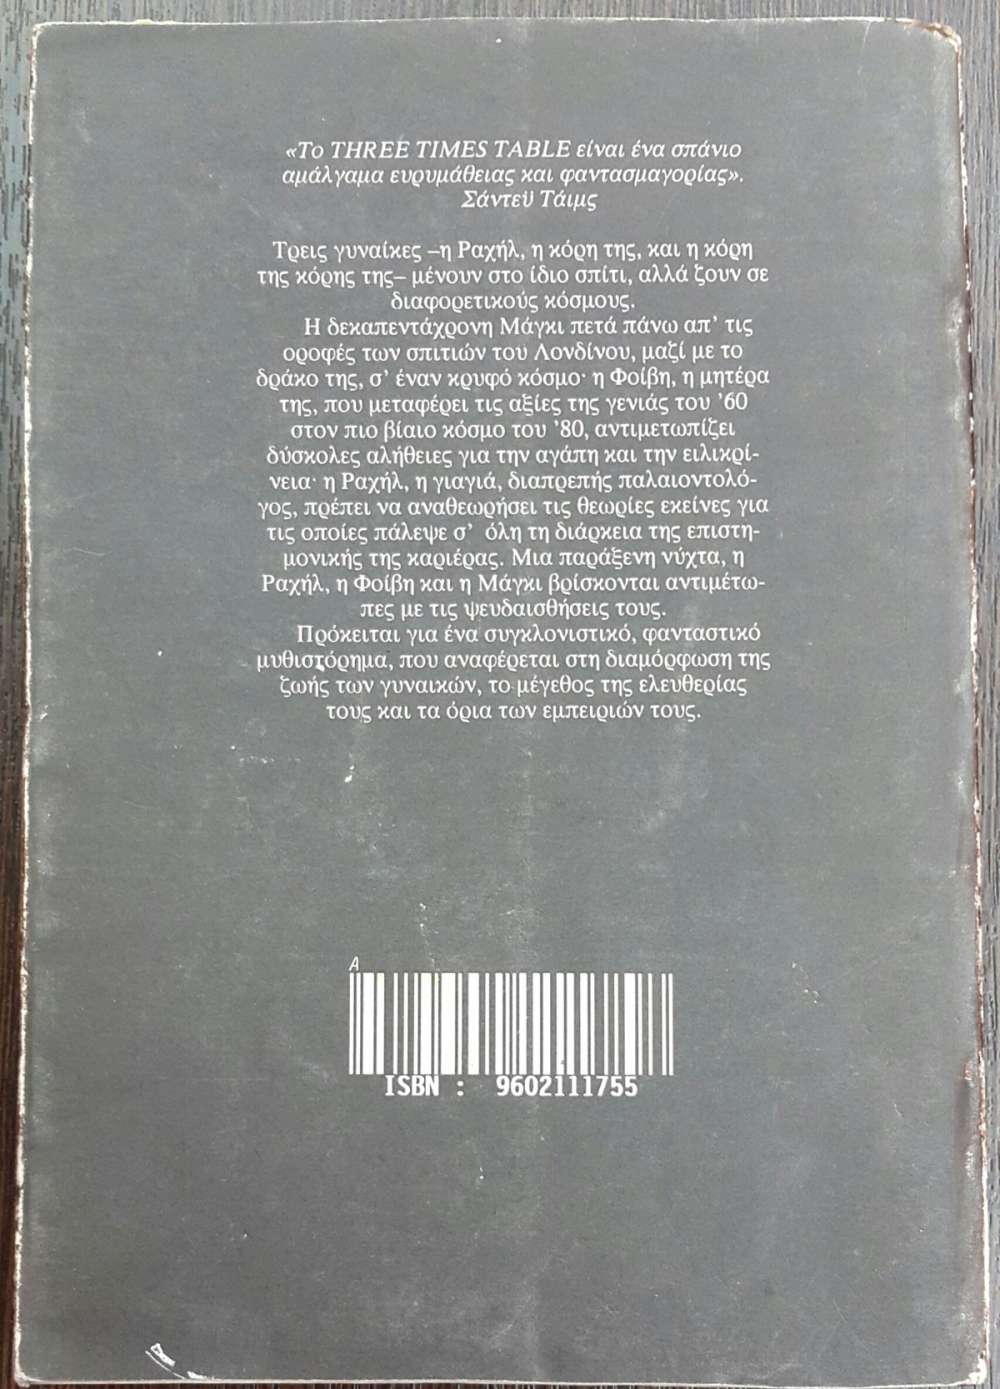 «Το THREE TIMES TABLE είναι ένα σπάνιο
αμάλγαμα ευρυμάθειας και φαντασμαγορίας».
Σάντεϋ Τάιμς
Τρεις γυναίκες –η Ραχήλ, η κόρη της, και η κόρη
της κόρης της– μένουν στο ίδιο σπίτι, αλλά ζουν σε
διαφορετικούς κόσμους.
Η δεκαπεντάχρονη Μάγκι πετά πάνω απ' τις
οροφές των σπιτιών του Λονδίνου, μαζί με το
δράκο της, σ' έναν κρυφό κόσμο· η Φοίβη, η μητέρα
της, που μεταφέρει τις αξίες της γενιάς του '60
στον πιο βίαιο κόσμο του '80, αντιμετωπίζει
δύσκολες αλήθειες για την αγάπη και την ειλικρί-
νεια· η Ραχήλ, η γιαγιά, διαπρεπής παλαιοντολό-
γος, πρέπει να αναθεωρήσει τις θεωρίες εκείνες για
τις οποίες πάλεψε σ' όλη τη διάρκεια της επιστη-
μονικής της καριέρας. Μια παράξενη νύχτα, η
Ραχήλ, η Φοίβη και η Μάγκι βρίσκονται αντιμέτω-
πες με τις ψευδαισθήσεις τους.
Πρόκειται για ένα συγκλονιστικό, φανταστικό
μυθιστόρημα, που αναφέρεται στη διαμόρφωση της
ζωής των γυναικών, το μέγεθος της ελευθερίας
τους και τα όρια των εμπειριών τους.
A
ISBN : 9602111755